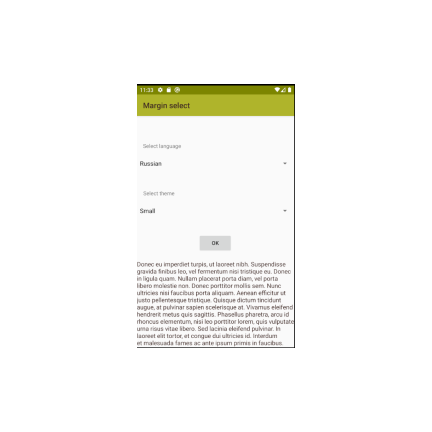 11:23
Margin select
Select language
Russian
Select theme
Small
OK
Donec eu imperdiet turpis, ut laoreet nibh. Suspendisse
gravida finibus leo, vel fermentum nisi tristique eu. Donec
in ligula quam. Nullam placerat porta diam, vel porta
libero molestie non. Donec porttitor mollis sem. Nunc
ultricies nisi faucibus porta aliquam. Aenean efficitur ut
justo pellentesque tristique. Quisque dictum tincidunt
augue, at pulvinar sapien scelerisque at. Vivamus eleifend
hendrerit metus quis sagittis. Phasellus pharetra, arcu id
rhoncus elementum, nisi leo porttitor lorem, quis vulputate
urna risus vitae libero. Sed lacinia eleifend pulvinar. In
laoreet elit tortor, et congue dui ultricies id. Interdum
et malesuada fames ac ante ipsum primis in faucibus.